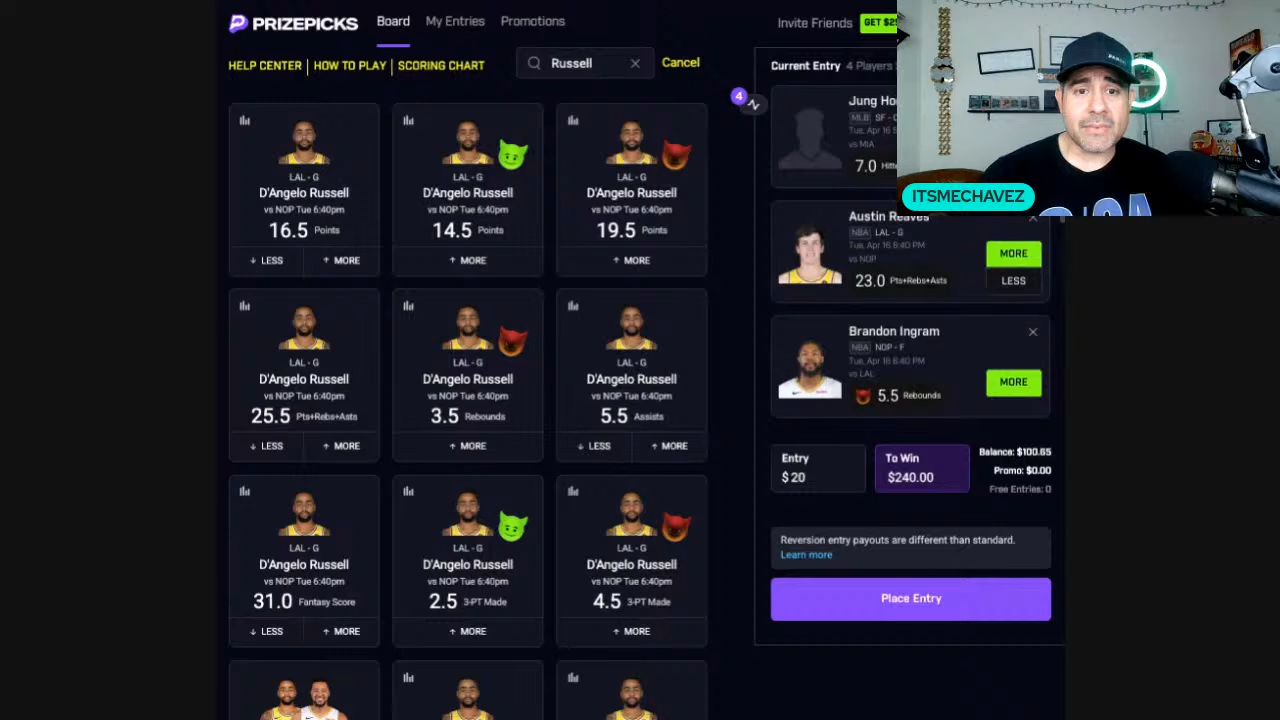 PRIZEPICKS
Board
My Entries
Promotions
Invite Friends
HELP CENTER | HOW TO PLAY | SCORING CHART
Russell
Cancel
LAL - G
D'Angelo Russell
vs NOP Tue 6:40pm
16.5 Points
LESS
MORE
LAL - G
D'Angelo Russell
vs NOP Tue 6:40pm
14.5 Points
MORE
LAL - G
D'Angelo Russell
vs NOP Tue 6:40pm
19.5 Points
MORE
LAL - G
D'Angelo Russell
vs NOP Tue 6:40pm
25.5 Pts+Rebs+Asts
LESS
MORE
LAL - G
D'Angelo Russell
vs NOP Tue 6:40pm
3.5 Rebounds
MORE
LAL - G
D'Angelo Russell
vs NOP Tue 6:40pm
5.5 Assists
LESS
MORE
LAL - G
D'Angelo Russell
vs NOP Tue 6:40pm
31.0 Fantasy Score
LESS
MORE
LAL - G
D'Angelo Russell
vs NOP Tue 6:40pm
2.5 3-PT Made
MORE
LAL - G
D'Angelo Russell
vs NOP Tue 6:40pm
4.5 3-PT Made
MORE
Current Entry 4 Players
4
Jung
MLB SF -
Tue, Apr 16
vs MIA
7.0
Austin Reaves
NBA LAL - G
Tue, Apr 16 6:40 PM
vs NOP
23.0 Pts+Rebs+Asts
MORE
LESS
Brandon Ingram
NBA NOP - F
Tue, Apr 16 6:40 PM
vs LAL
5.5 Rebounds
MORE
Entry
$ 20
To Win
$240.00
Balance: $100.65
Promo: $0.00
Free Entries: 0
Reversion entry payouts are different than standard.
Learn more
Place Entry
ITSMECHAVEZ